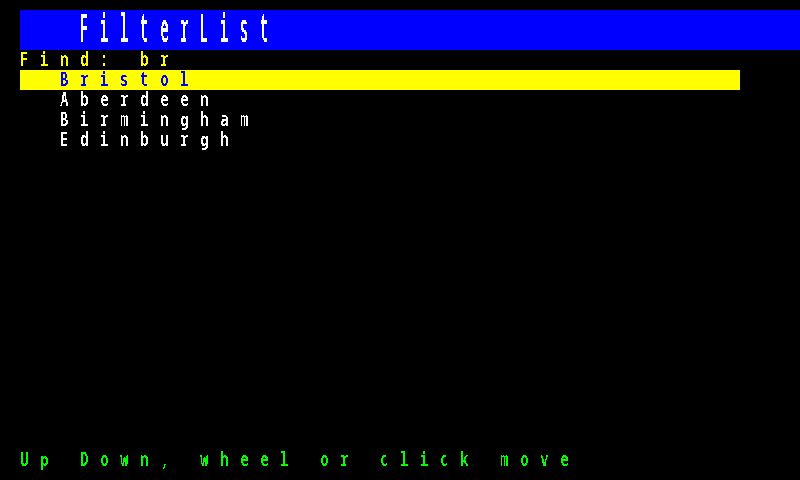 FilterList
Find: br
Bristol
Aberdeen
Birmingham
Edinburgh
Up Down, wheel or click move